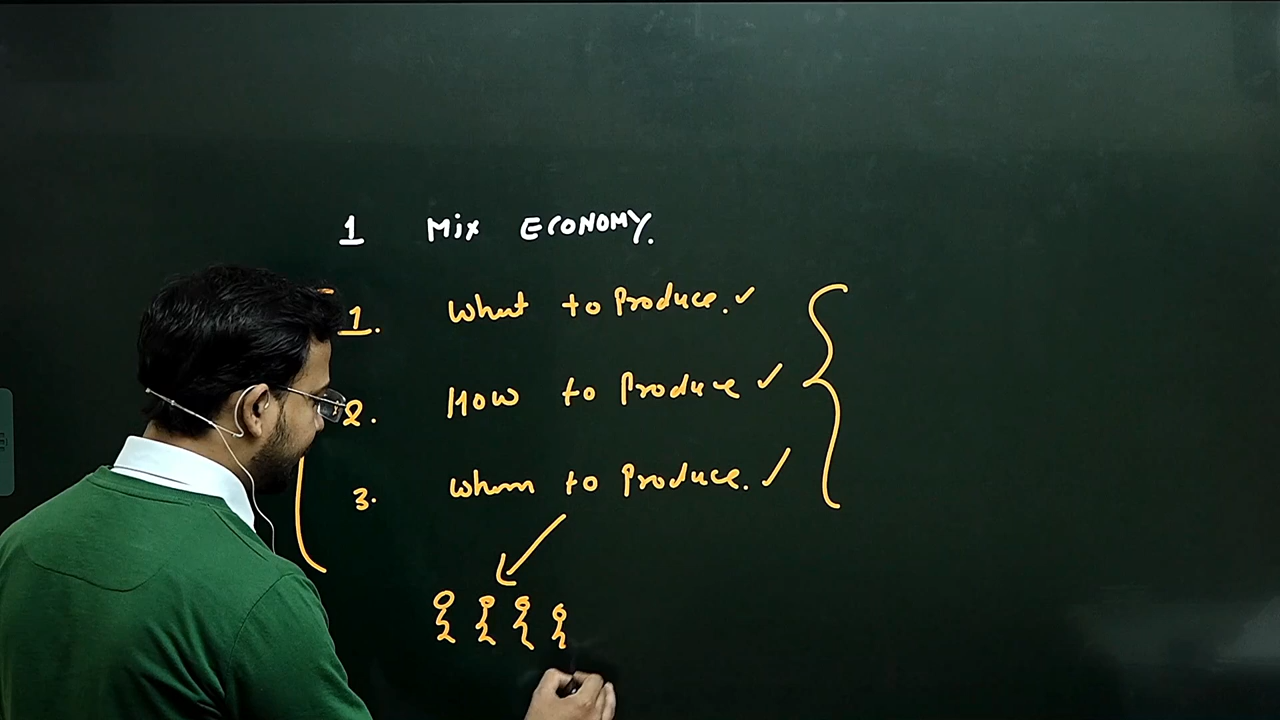 1 Mix ECONOMY.
1. What to Produce. ✓
2. How to Produce ✓
3. Whom to Produce. ✓